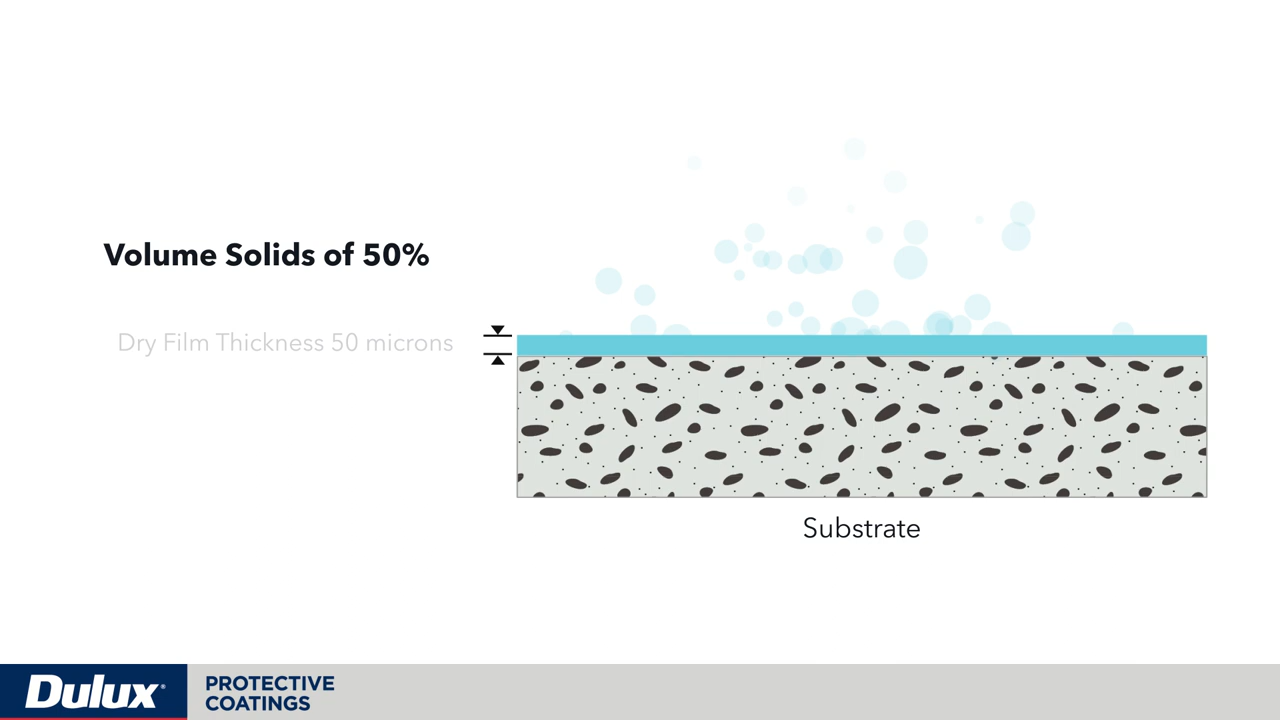 Volume Solids of 50%
Dry Film Thickness 50 microns
Substrate
Dulux®
PROTECTIVE
COATINGS